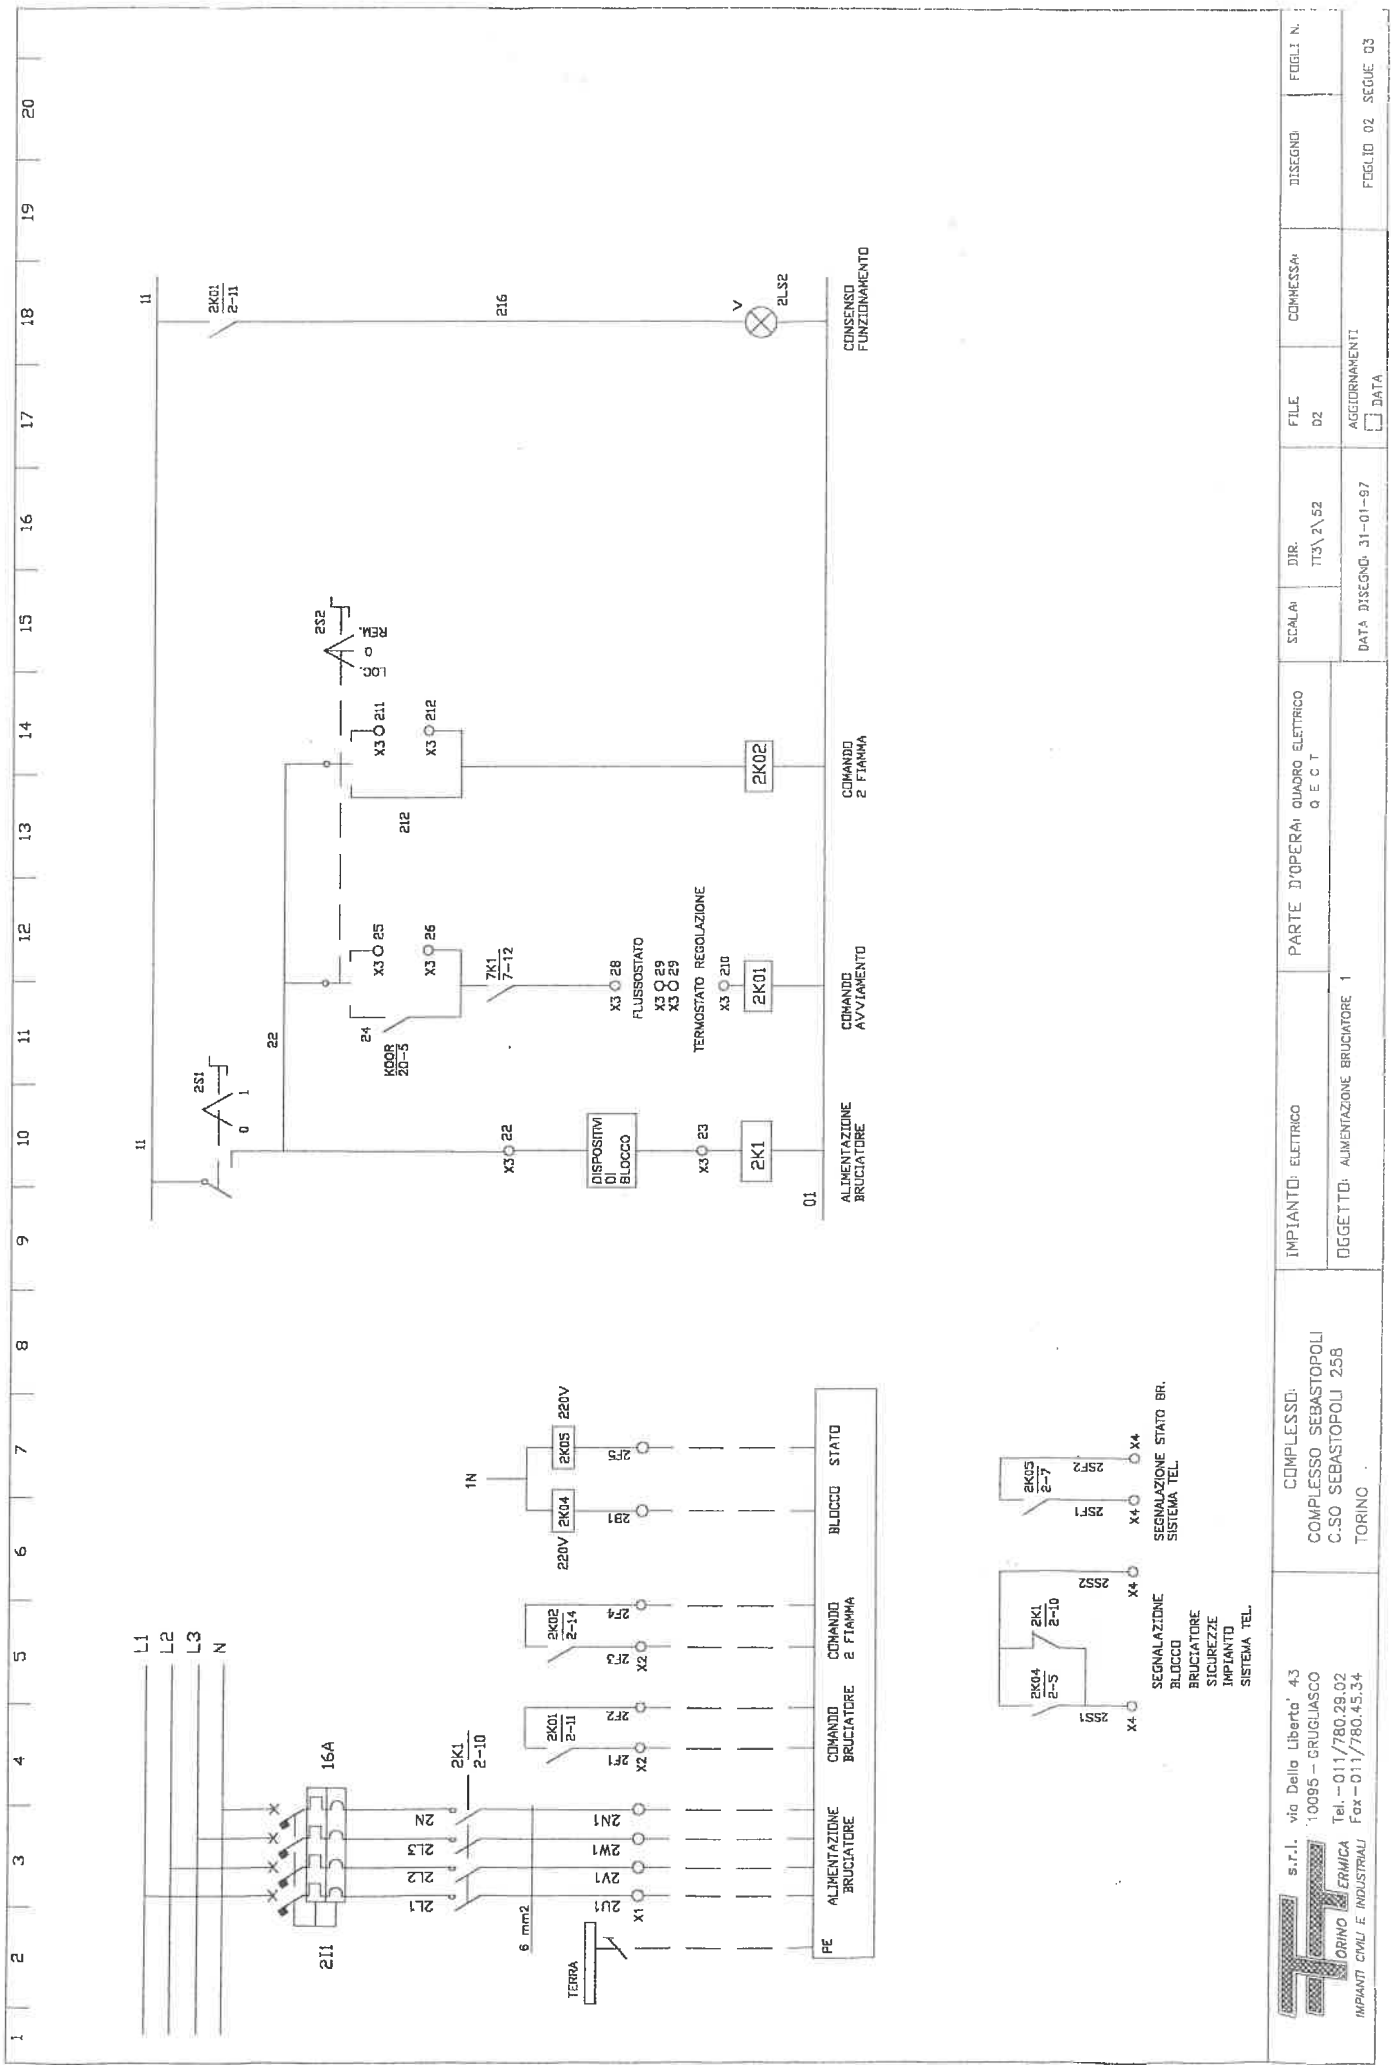 1 2 3 4 5 6 7 8 9 10 11 12 13 14 15 16 17 18 19 20
L1
L2
L3
N
2I1
16A
2L1
2L2
2L3
2N
2K1
2-10
6 mm2
TERRA
2U1
2V1
2W1
2N1
X1
PE
ALIMENTAZIONE
BRUCIATORE
2K01
2-11
2F1
2F2
X2
COMANDO
BRUCIATORE
2K02
2-14
2F3
2F4
X2
COMANDO
2 FIAMMA
1N
220V
2K04
2K05
220V
2B1
2F5
BLOCCO
STATO
2K04
2-5
2K1
2-10
2SS1
2SS2
X4
X4
SEGNALAZIONE
BLOCCO
BRUCIATORE
SICUREZZE
IMPIANTO
SISTEMA TEL.
2K05
2-7
2SF1
2SF2
X4
X4
SEGNALAZIONE STATO BR.
SISTEMA TEL.
11
2S1
0
1
22
X3 22
DISPOSITIVI
DI
BLOCCO
X3 23
2K1
01
ALIMENTAZIONE
BRUCIATORE
24
K00R
20-5
X3 25
X3 26
7K1
7-12
X3 28
FLUSSOSTATO
X3 29
X3 29
TERMOSTATO REGOLAZIONE
X3 210
2K01
COMANDO
AVVIAMENTO
212
X3 211
X3 212
2K02
COMANDO
2 FIAMMA
2S2
LOC.
0
REM.
11
2K01
2-11
216
V
2LS2
CONSENSO
FUNZIONAMENTO
TORINO TERMICA
IMPIANTI CIVILI E INDUSTRIALI
s.r.l. via Della Liberta' 43
10095 - GRUGLIASCO
Tel. - 011/780.29.02
Fax - 011/780.45.34
COMPLESSO:
COMPLESSO SEBASTOPOLI
C.SO SEBASTOPOLI 258
TORINO .
IMPIANTO: ELETTRICO
OGGETTO: ALIMENTAZIONE BRUCIATORE 1
PARTE D'OPERA: QUADRO ELETTRICO
Q E C T
SCALA:
DIR.
TT3\2\52
FILE
02
COMMESSA:
DISEGNO:
FOGLI N.
DATA DISEGNO: 31-01-97
AGGIORNAMENTI
DATA
FOGLIO 02 SEGUE 03